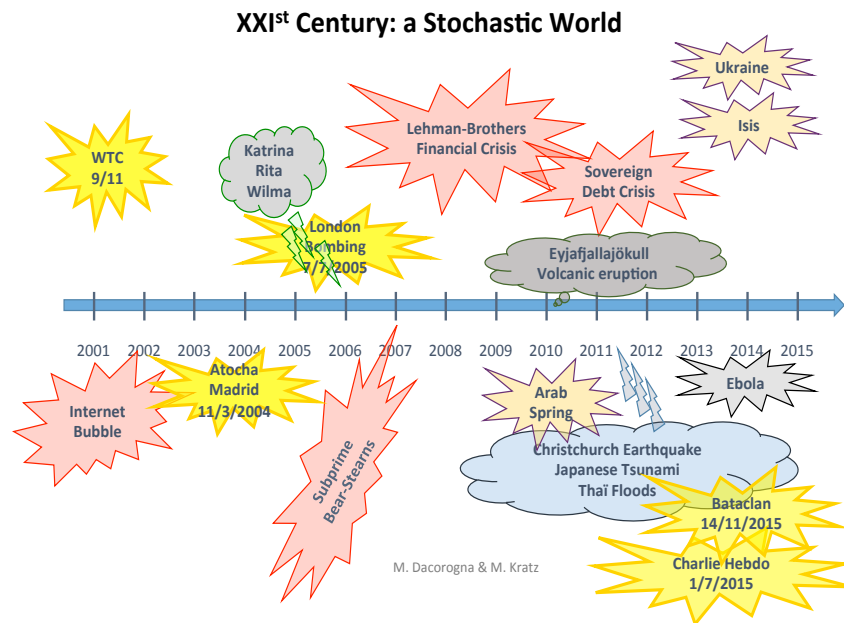 XXIst Century: a Stochastic World
Ukraine
Isis
Lehman-Brothers
Financial Crisis
WTC
9/11
Katrina
Rita
Wilma
Sovereign
Debt Crisis
London
Bombing
7/7/2005
Eyjafjallajökull
Volcanic eruption
2001 2002 2003 2004 2005 2006 2007 2008 2009 2010 2011 2012 2013 2014 2015
Atocha
Madrid
11/3/2004
Internet
Bubble
Subprime
Bear-Stearns
Arab
Spring
Ebola
Christchurch Earthquake
Japanese Tsunami
Thaï Floods
Bataclan
14/11/2015
Charlie Hebdo
1/7/2015
M. Dacorogna & M. Kratz